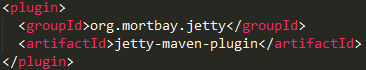 <plugin>
<groupId>org.mortbay.jetty</groupId>
<artifactId>jetty-maven-plugin</artifactId>
</plugin>